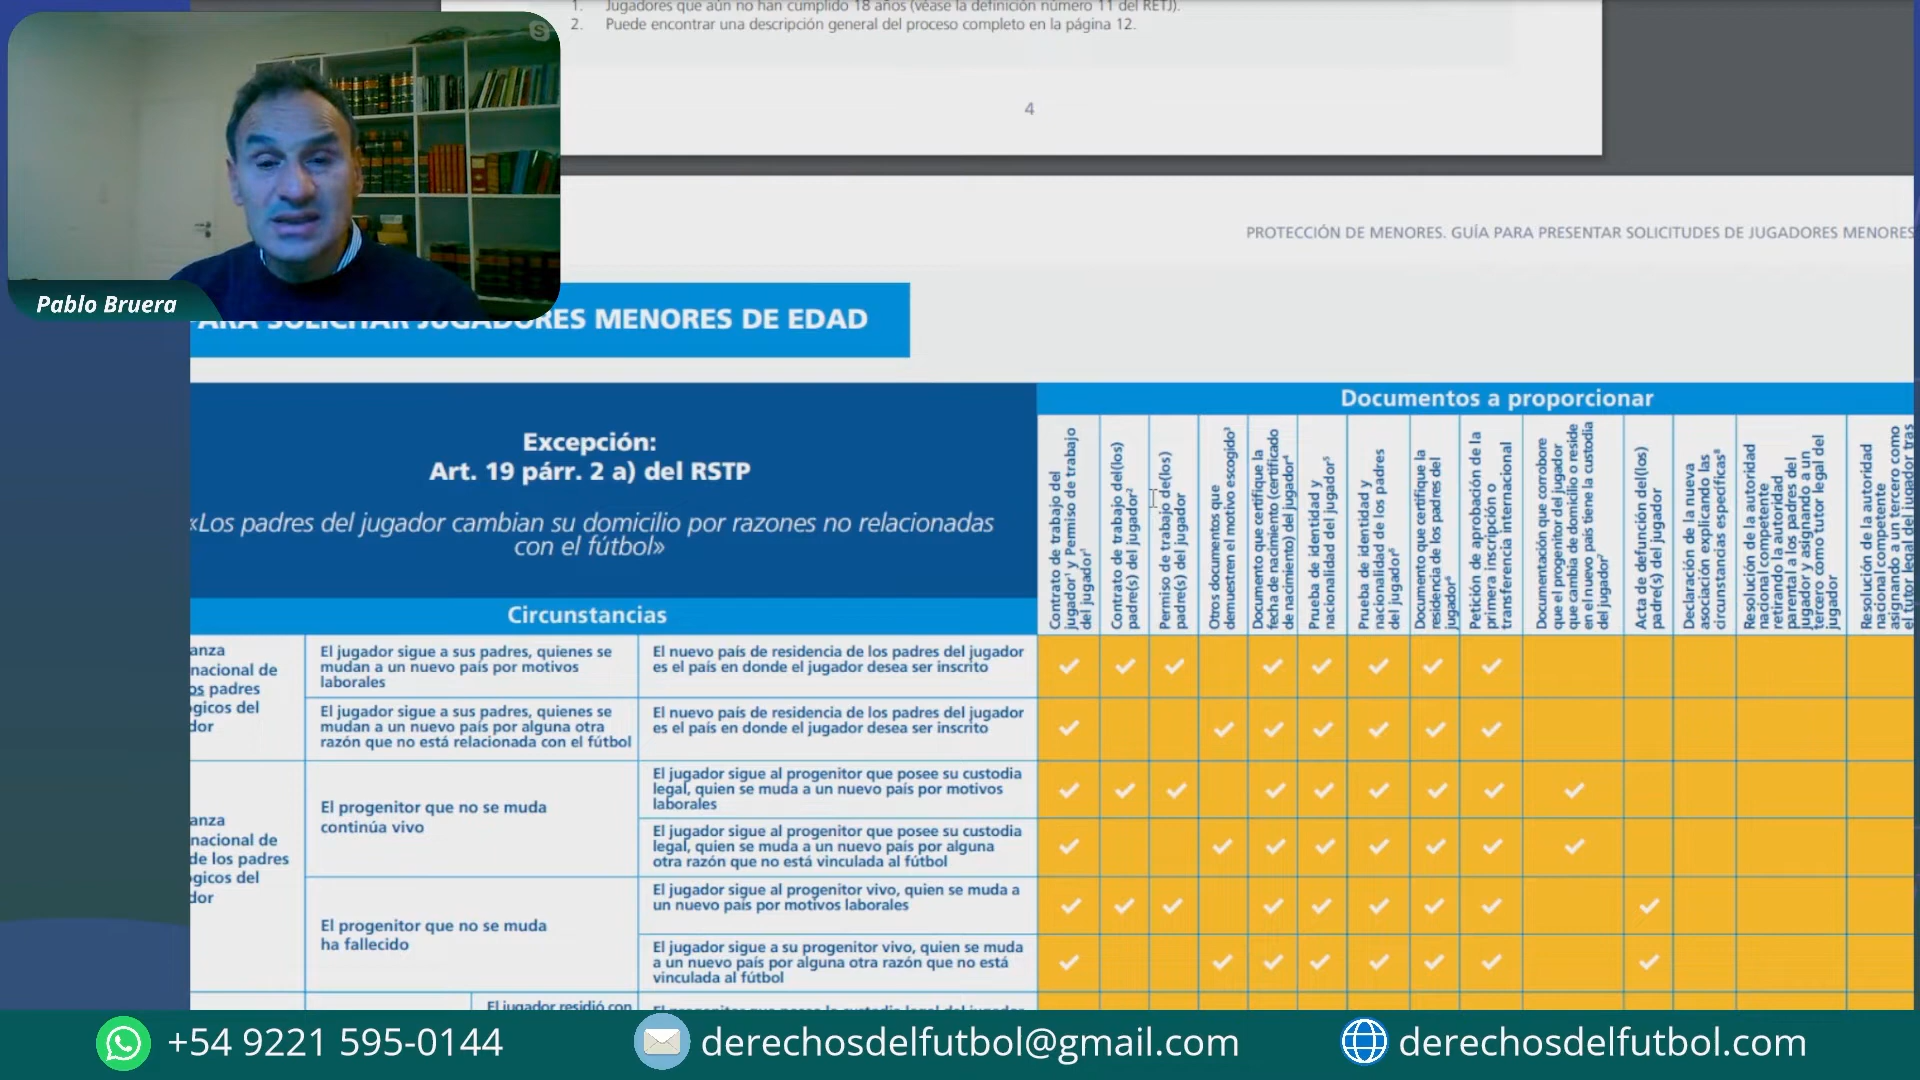 1. Jugadores que aún no han cumplido 18 años (véase la definición número 11 del RETJ).
2. Puede encontrar una descripción general del proceso completo en la página 12.
4
S
Pablo Bruera
PROTECCIÓN DE MENORES. GUÍA PARA PRESENTAR SOLICITUDES DE JUGADORES MENORES
PARA SOLICITAR JUGADORES MENORES DE EDAD
Excepción:
Art. 19 párr. 2 a) del RSTP
«Los padres del jugador cambian su domicilio por razones no relacionadas
con el fútbol»
Documentos a proporcionar
Contrato de trabajo del
jugador¹ y Permiso de trabajo
del jugador¹
Contrato de trabajo del(los)
padre(s) del jugador²
Permiso de trabajo de(los)
padre(s) del jugador
Otros documentos que
demuestren el motivo escogido³
Documento que certifique la
fecha de nacimiento (certificado
de nacimiento) del jugador⁴
Prueba de identidad y
nacionalidad del jugador⁵
Prueba de identidad y
nacionalidad de los padres
del jugador⁵
Documento que certifique la
residencia de los padres del
jugador⁶
Petición de aprobación de la
primera inscripción o
transferencia internacional
Documentación que corrobore
que el progenitor del jugador
que cambia de domicilio o reside
en el nuevo país tiene la custodia
del jugador⁷
Acta de defunción del(los)
padre(s) del jugador
Declaración de la nueva
asociación explicando las
circunstancias específicas⁸
Resolución de la autoridad
nacional competente
retirando la autoridad
parental a los padres del
jugador y asignando a un
tercero como tutor legal del
jugador
Resolución de la autoridad
nacional competente
asignando a un tercero como
el tutor legal del jugador tras
Circunstancias
anza
nacional de
os padres
ógicos del
dor
El jugador sigue a sus padres, quienes se
mudan a un nuevo país por motivos
laborales
El nuevo país de residencia de los padres del jugador
es el país en donde el jugador desea ser inscrito
El jugador sigue a sus padres, quienes se
mudan a un nuevo país por alguna otra
razón que no está relacionada con el fútbol
El nuevo país de residencia de los padres del jugador
es el país en donde el jugador desea ser inscrito
anza
nacional de
de los padres
ógicos del
dor
El progenitor que no se muda
continúa vivo
El jugador sigue al progenitor que posee su custodia
legal, quien se muda a un nuevo país por motivos
laborales
El jugador sigue al progenitor que posee su custodia
legal, quien se muda a un nuevo país por alguna
otra razón que no está vinculada al fútbol
El progenitor que no se muda
ha fallecido
El jugador sigue al progenitor vivo, quien se muda a
un nuevo país por motivos laborales
El jugador sigue a su progenitor vivo, quien se muda
a un nuevo país por alguna otra razón que no está
vinculada al fútbol
El jugador residió con
+54 9221 595-0144
derechosdelfutbol@gmail.com
derechosdelfutbol.com